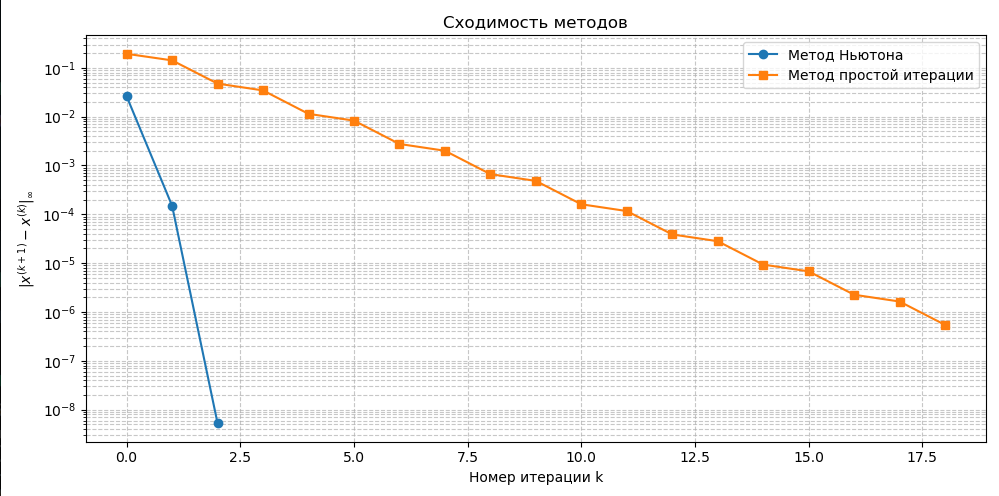 Сходимость методов
Метод Ньютона
Метод простой итерации
|x^{(k+1)} − x^{(k)}|_∞
10^{−1}
10^{−2}
10^{−3}
10^{−4}
10^{−5}
10^{−6}
10^{−7}
10^{−8}
0.0 2.5 5.0 7.5 10.0 12.5 15.0 17.5
Номер итерации k